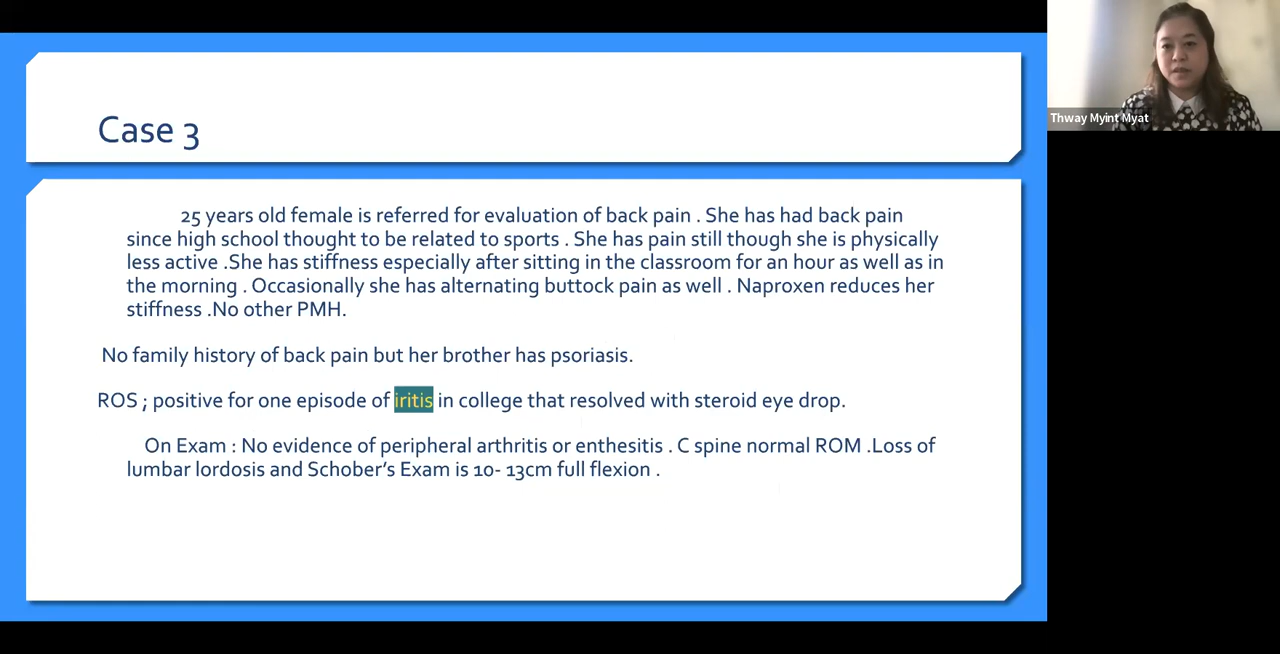 Case 3
25 years old female is referred for evaluation of back pain . She has had back pain
since high school thought to be related to sports . She has pain still though she is physically
less active .She has stiffness especially after sitting in the classroom for an hour as well as in
the morning . Occasionally she has alternating buttock pain as well . Naproxen reduces her
stiffness .No other PMH.
No family history of back pain but her brother has psoriasis.
ROS ; positive for one episode of iritis in college that resolved with steroid eye drop.
On Exam : No evidence of peripheral arthritis or enthesitis . C spine normal ROM .Loss of
lumbar lordosis and Schober’s Exam is 10- 13cm full flexion .
Thway Myint Myat